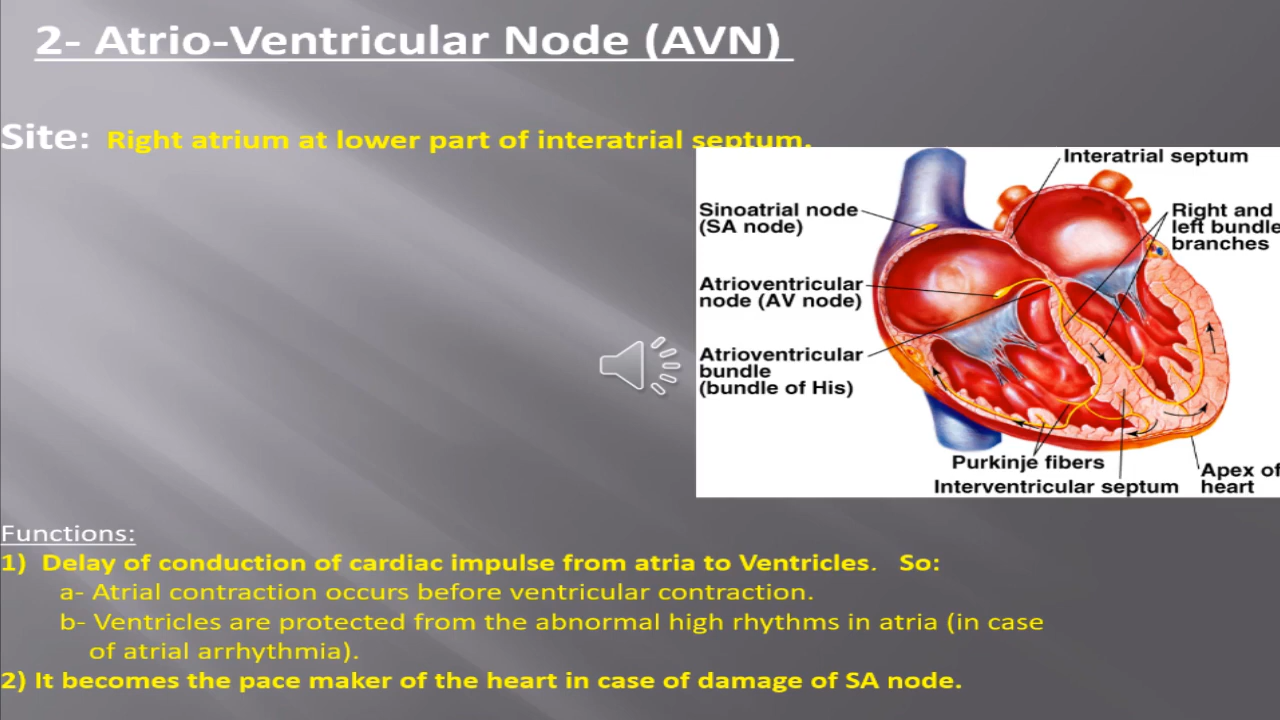 2- Atrio-Ventricular Node (AVN)
Site: Right atrium at lower part of interatrial septum.
Interatrial septum
Sinoatrial node
(SA node)
Right and
left bundle
branches
Atrioventricular
node (AV node)
Atrioventricular
bundle
(bundle of His)
Purkinje fibers
Interventricular septum
Apex of
heart
Functions:
1) Delay of conduction of cardiac impulse from atria to Ventricles. So:
a- Atrial contraction occurs before ventricular contraction.
b- Ventricles are protected from the abnormal high rhythms in atria (in case
of atrial arrhythmia).
2) It becomes the pace maker of the heart in case of damage of SA node.